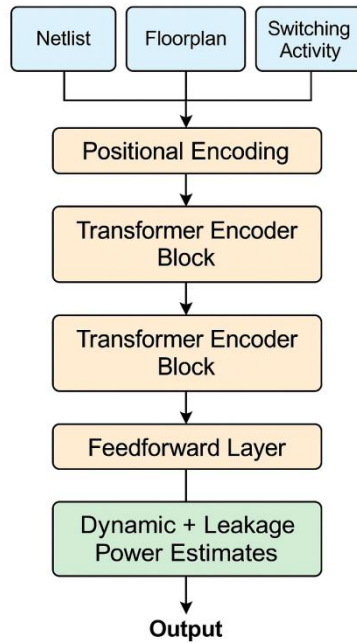 Netlist
Floorplan
Switching
Activity
Positional Encoding
Transformer Encoder
Block
Transformer Encoder
Block
Feedforward Layer
Dynamic + Leakage
Power Estimates
Output